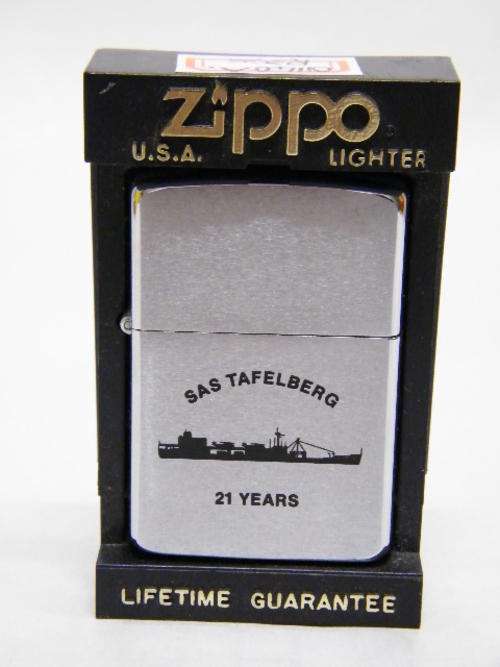 Zippo
U.S.A. LIGHTER
SAS TAFELBERG
21 YEARS
LIFETIME GUARANTEE